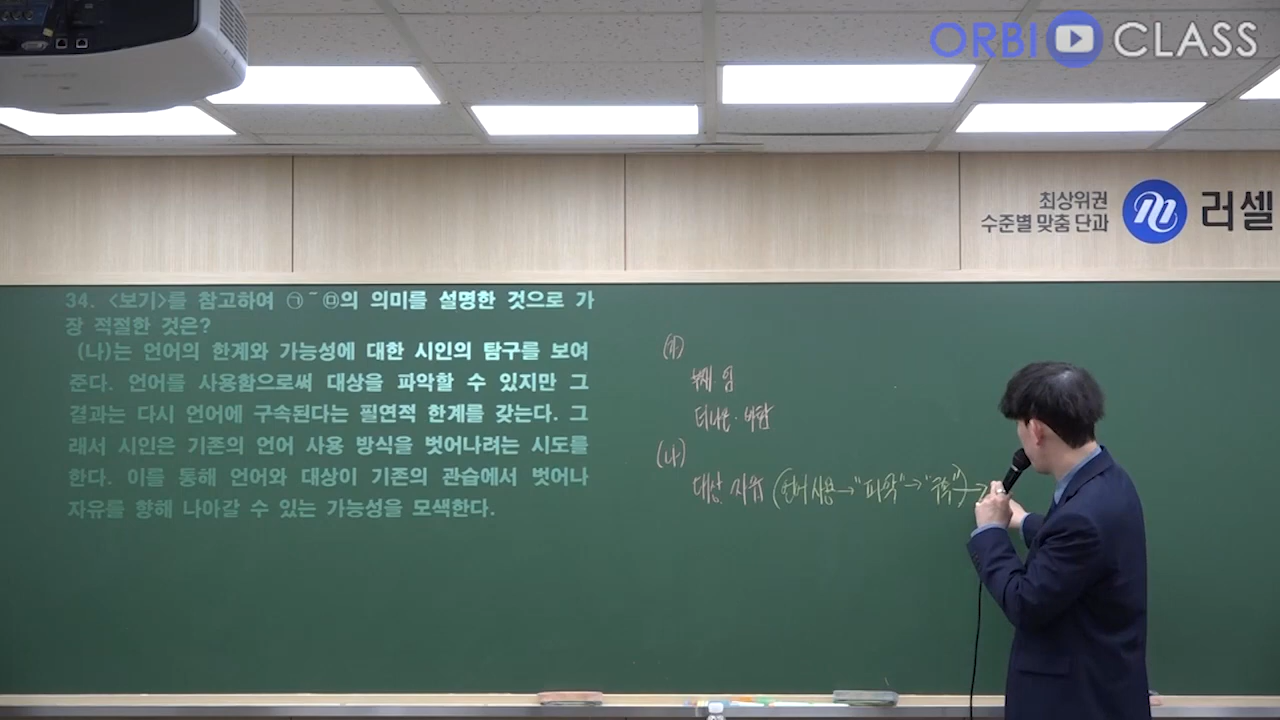 ORBI CLASS
최상위권
수준별 맞춤 단과
러셀
34. <보기>를 참고하여 ㉠~㉤의 의미를 설명한 것으로 가
장 적절한 것은?
(나)는 언어의 한계와 가능성에 대한 시인의 탐구를 보여
준다. 언어를 사용함으로써 대상을 파악할 수 있지만 그
결과는 다시 언어에 구속된다는 필연적 한계를 갖는다. 그
래서 시인은 기존의 언어 사용 방식을 벗어나려는 시도를
한다. 이를 통해 언어와 대상이 기존의 관습에서 벗어나
자유를 향해 나아갈 수 있는 가능성을 모색한다.
(가)
부재 임
떠나온·바람
(나)
대상 자유 (언어 사용→"파악"→"구속")→